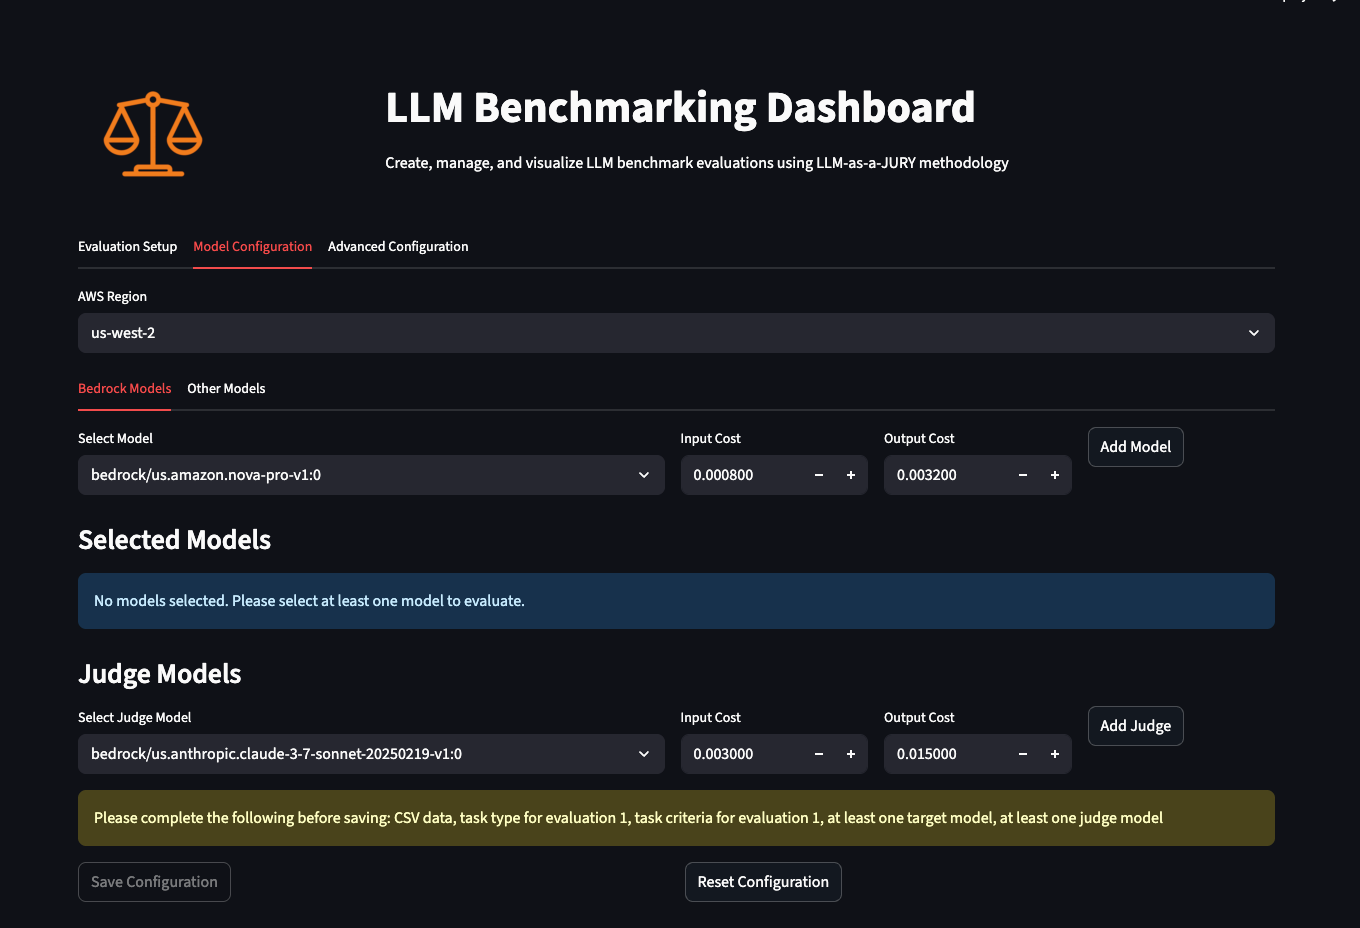 LLM Benchmarking Dashboard
Create, manage, and visualize LLM benchmark evaluations using LLM-as-a-JURY methodology
Evaluation Setup Model Configuration Advanced Configuration
AWS Region
us-west-2
Bedrock Models Other Models
Select Model Input Cost Output Cost
Add Model
bedrock/us.amazon.nova-pro-v1:0 0.000800 − + 0.003200 − +
Selected Models
No models selected. Please select at least one model to evaluate.
Judge Models
Select Judge Model Input Cost Output Cost
Add Judge
bedrock/us.anthropic.claude-3-7-sonnet-20250219-v1:0 0.003000 − + 0.015000 − +
Please complete the following before saving: CSV data, task type for evaluation 1, task criteria for evaluation 1, at least one target model, at least one judge model
Save Configuration Reset Configuration